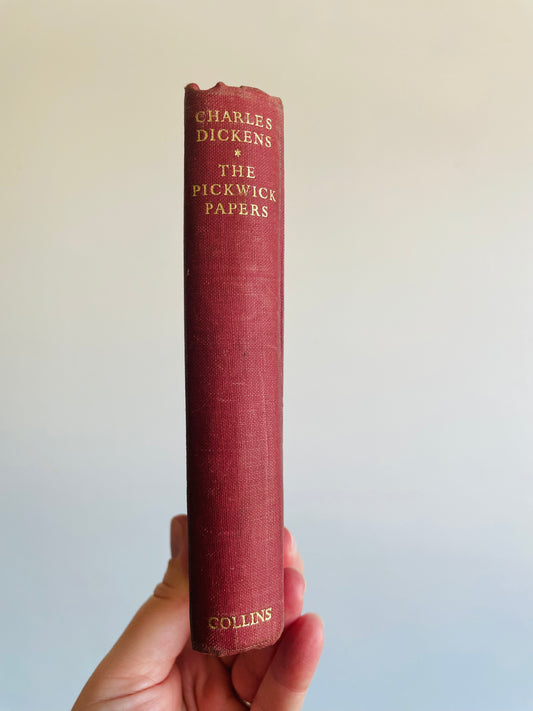 CHARLES
DICKENS
*
THE
PICKWICK
PAPERS
COLLINS